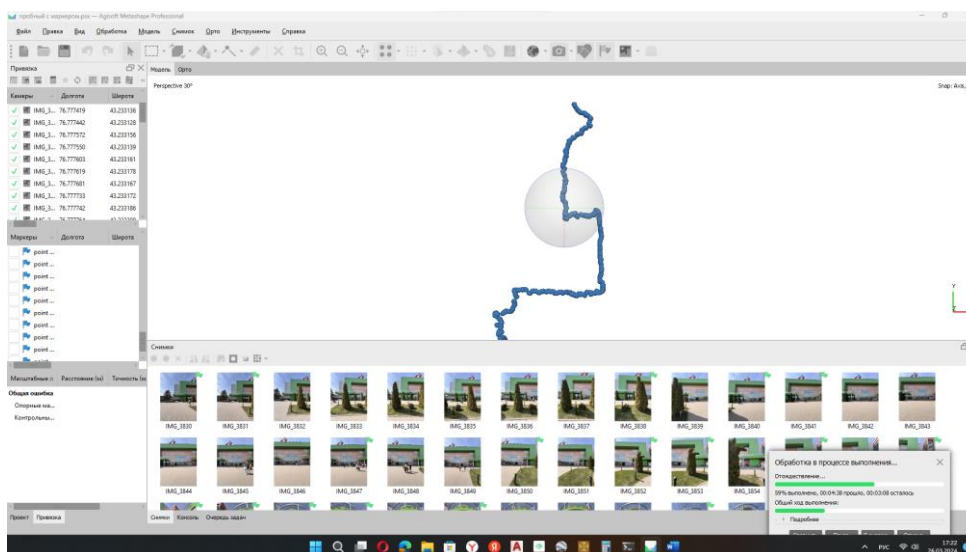 пробный с маркером.psx — Agisoft Metashape Professional
Файл Правка Вид Обработка Модель Снимок Орто Инструменты Справка
Привязка
Модель Орто
Камеры Долгота Широта
Perspective 30°
Snap: Axis,
IMG_3... 76.777419 43.233136
IMG_3... 76.777442 43.233128
IMG_3... 76.777572 43.233156
IMG_3... 76.777550 43.233139
IMG_3... 76.777603 43.233161
IMG_3... 76.777619 43.233178
IMG_3... 76.777681 43.233167
IMG_3... 76.777733 43.233172
IMG_3... 76.777742 43.233186
Маркеры Долгота Широта
point ...
point ...
point ...
point ...
point ...
point ...
point ...
point ...
point ...
Y
Снимки
Масштабные Расстояние (м) Точность (м
Общая ошибка
Опорные ма...
Контрольны...
IMG_3830 IMG_3831 IMG_3832 IMG_3833 IMG_3834 IMG_3835 IMG_3836 IMG_3837 IMG_3838 IMG_3839 IMG_3840 IMG_3841 IMG_3842 IMG_3843
IMG_3844 IMG_3845 IMG_3846 IMG_3847 IMG_3848 IMG_3849 IMG_3850 IMG_3851 IMG_3852 IMG_3853 IMG_3854
Обработка в процессе выполнения...
Отождествление...
59% выполнено, 00:04:38 прошло, 00:03:08 осталось
Общий ход выполнения:
Подробнее
Проект Привязка
Снимки Консоль Очередь задач
РУС
17:22
26.03.2024